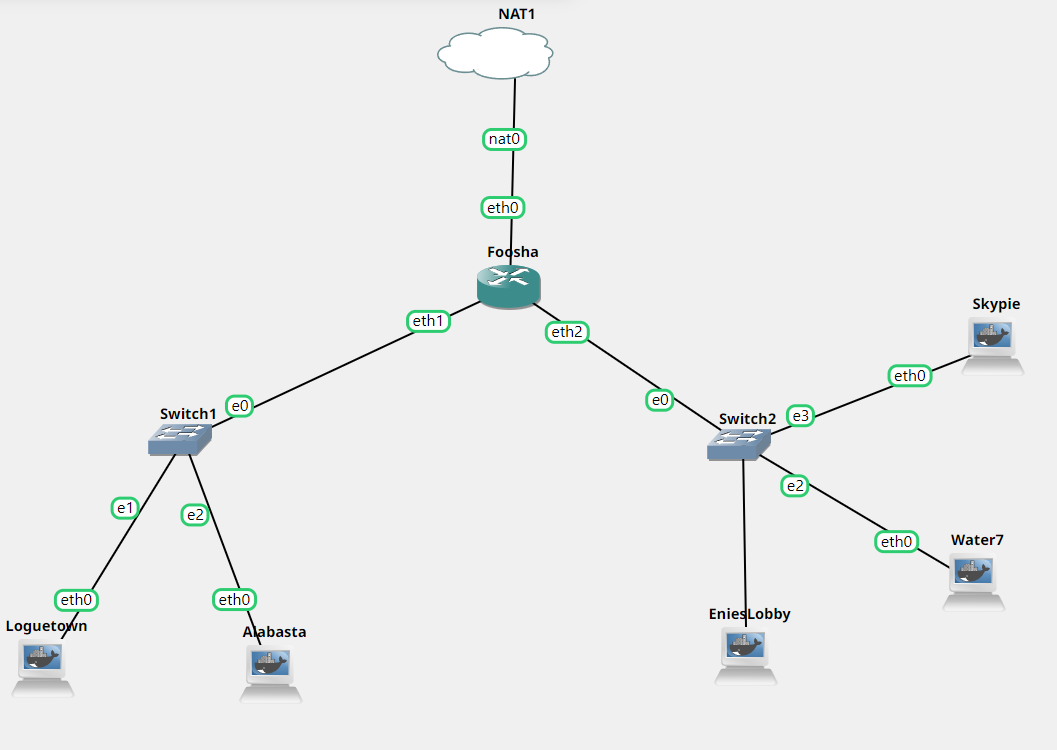 NAT1
nat0
eth0
Foosha
eth1
eth2
Skypie
eth0
e0
e0
e3
Switch1
Switch2
e1
e2
e2
eth0
Water7
eth0
eth0
EniesLobby
Loguetown
Alabasta